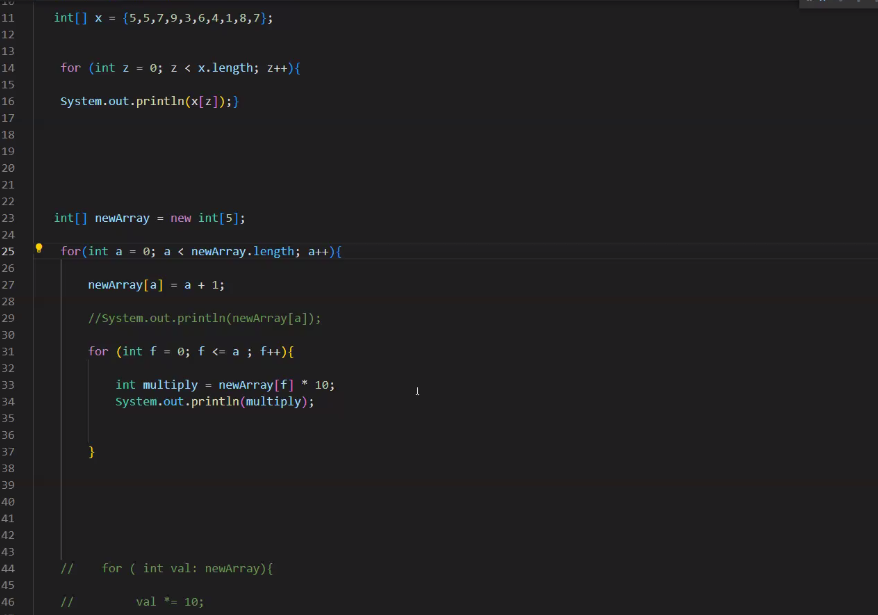 10
11 int[] x = {5,5,7,9,3,6,4,1,8,7};
12
13
14 for (int z = 0; z < x.length; z++){
15
16 System.out.println(x[z]);}
17
18
19
20
21
22
23 int[] newArray = new int[5];
24
25 for(int a = 0; a < newArray.length; a++){
26
27 newArray[a] = a + 1;
28
29 //System.out.println(newArray[a]);
30
31 for (int f = 0; f <= a ; f++){
32
33 int multiply = newArray[f] * 10;
34 System.out.println(multiply);
35
36
37 }
38
39
40
41
42
43
44 // for ( int val: newArray){
45
46 // val *= 10;